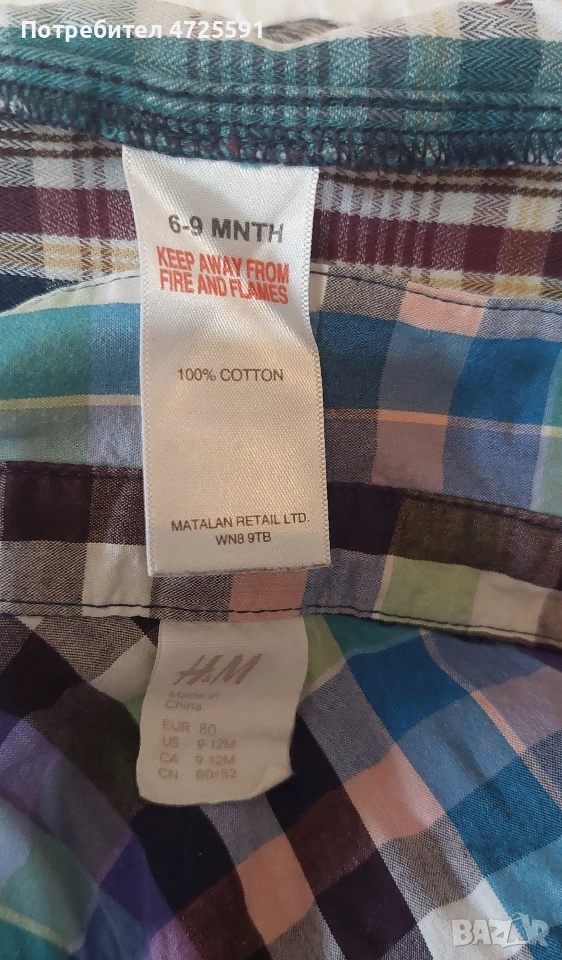 Потребител 4725591
6-9 MNTH
KEEP AWAY FROM
FIRE AND FLAMES
100% COTTON
MATALAN RETAIL LTD.
WN8 9TB
H&M
Made in
China
EUR 80
US 9-12M
CA 9-12M
CN 80/52
BAZAR